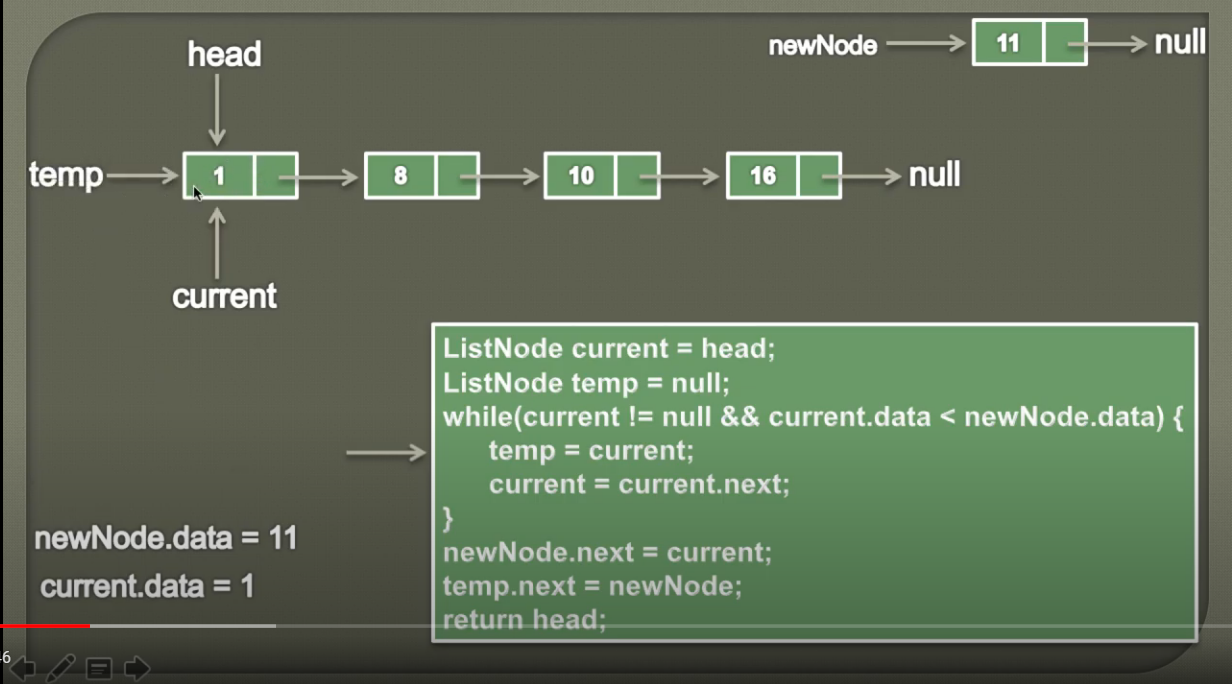 head
newNode
11
null
temp
1
8
10
16
null
current
ListNode current = head;
ListNode temp = null;
while(current != null && current.data < newNode.data) {
temp = current;
current = current.next;
}
newNode.next = current;
temp.next = newNode;
return head;
newNode.data = 11
current.data = 1